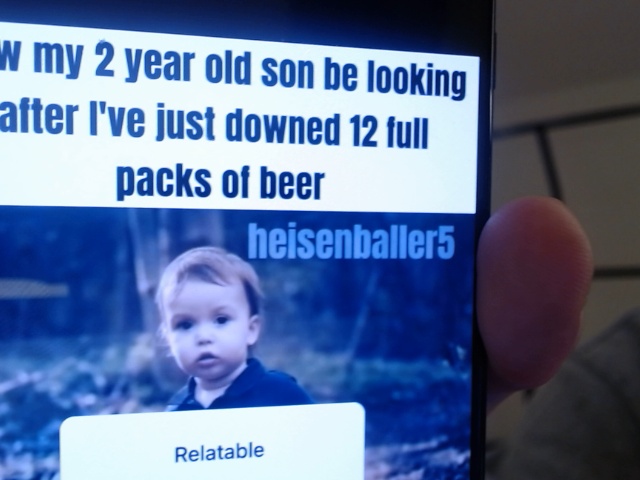 my 2 year old son be looking
after I've just downed 12 full
packs of beer
heisenballer5
Relatable